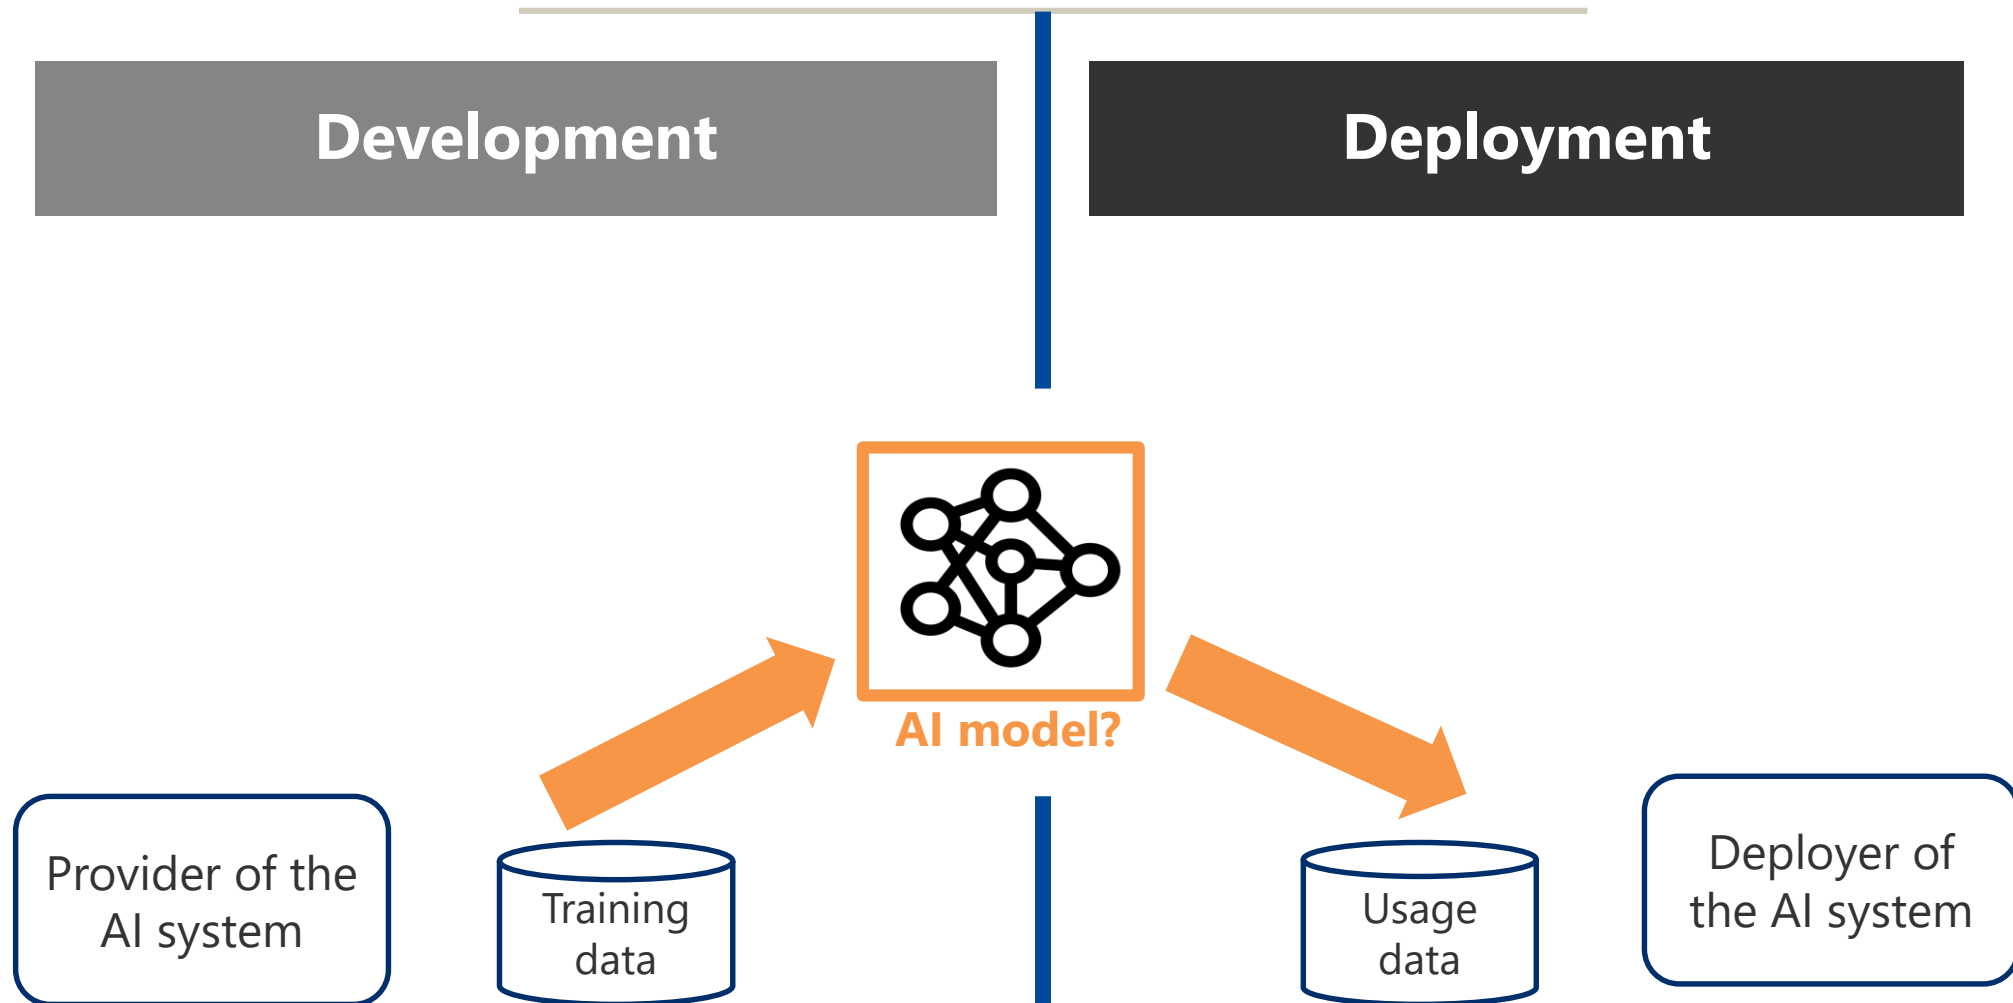 Development
Deployment
AI model?
Provider of the
AI system
Training
data
Usage
data
Deployer of
the AI system